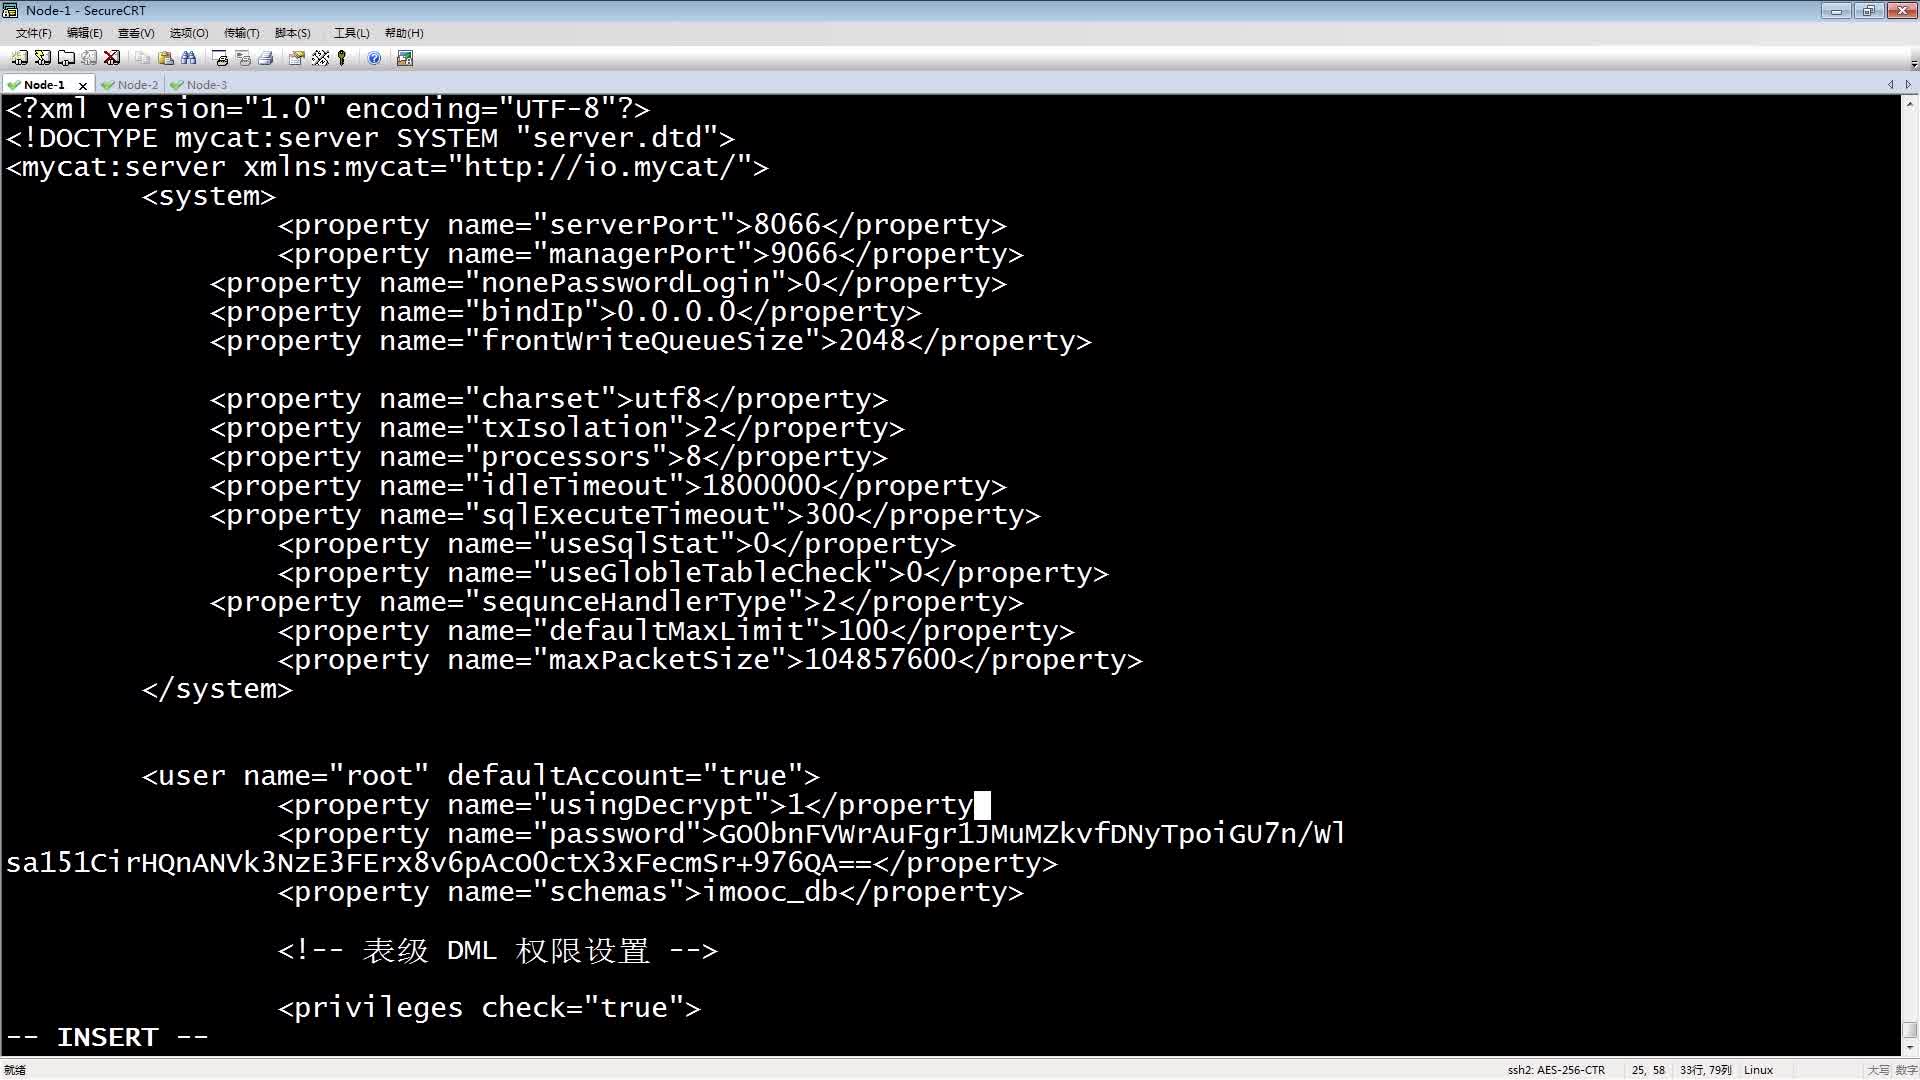 Node-1 - SecureCRT
文件(F) 编辑(E) 查看(V) 选项(O) 传输(T) 脚本(S) 工具(L) 帮助(H)
Node-1 Node-2 Node-3
<?xml version="1.0" encoding="UTF-8"?>
<!DOCTYPE mycat:server SYSTEM "server.dtd">
<mycat:server xmlns:mycat="http://io.mycat/">
<system>
<property name="serverPort">8066</property>
<property name="managerPort">9066</property>
<property name="nonePasswordLogin">0</property>
<property name="bindIp">0.0.0.0</property>
<property name="frontWriteQueueSize">2048</property>
<property name="charset">utf8</property>
<property name="txIsolation">2</property>
<property name="processors">8</property>
<property name="idleTimeout">1800000</property>
<property name="sqlExecuteTimeout">300</property>
<property name="useSqlStat">0</property>
<property name="useGlobleTableCheck">0</property>
<property name="sequnceHandlerType">2</property>
<property name="defaultMaxLimit">100</property>
<property name="maxPacketSize">104857600</property>
</system>
<user name="root" defaultAccount="true">
<property name="usingDecrypt">1</property
<property name="password">GO0bnFVWrAuFgr1JMuMZkvfDNyTpoiGU7n/Wl
sa151CirHQnANVk3NzE3FErx8v6pAcO0ctX3xFecmSr+976QA==</property>
<property name="schemas">imooc_db</property>
<!-- 表级 DML 权限设置 -->
<privileges check="true">
-- INSERT --
就绪 ssh2: AES-256-CTR 25, 58 33行, 79列 Linux 大写 数字